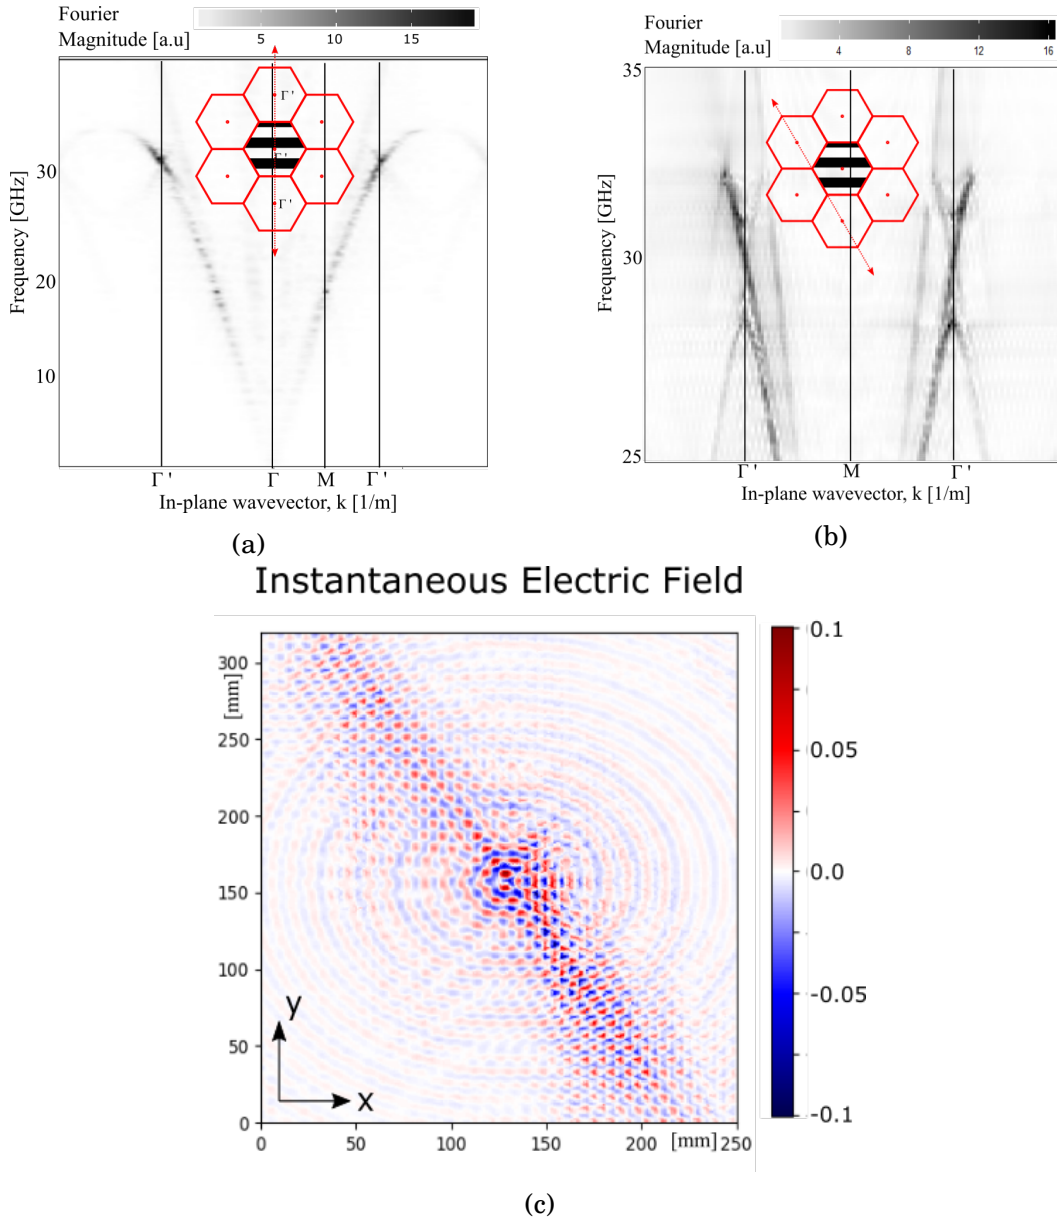 Fourier
Magnitude [a.u]
5 10 15
Γ'
Γ'
Γ'
30
20
10
Frequency [GHz]
Γ' Γ M Γ'
In-plane wavevector, k [1/m]
(a)
Fourier
Magnitude [a.u]
4 8 12 16
35
30
25
Frequency [GHz]
Γ' M Γ'
In-plane wavevector, k [1/m]
(b)
Instantaneous Electric Field
300
250
200
150
100
50
0
[mm]
y
x
0 50 100 150 200 [mm] 250
0.1
0.05
0.0
-0.05
-0.1
(c)